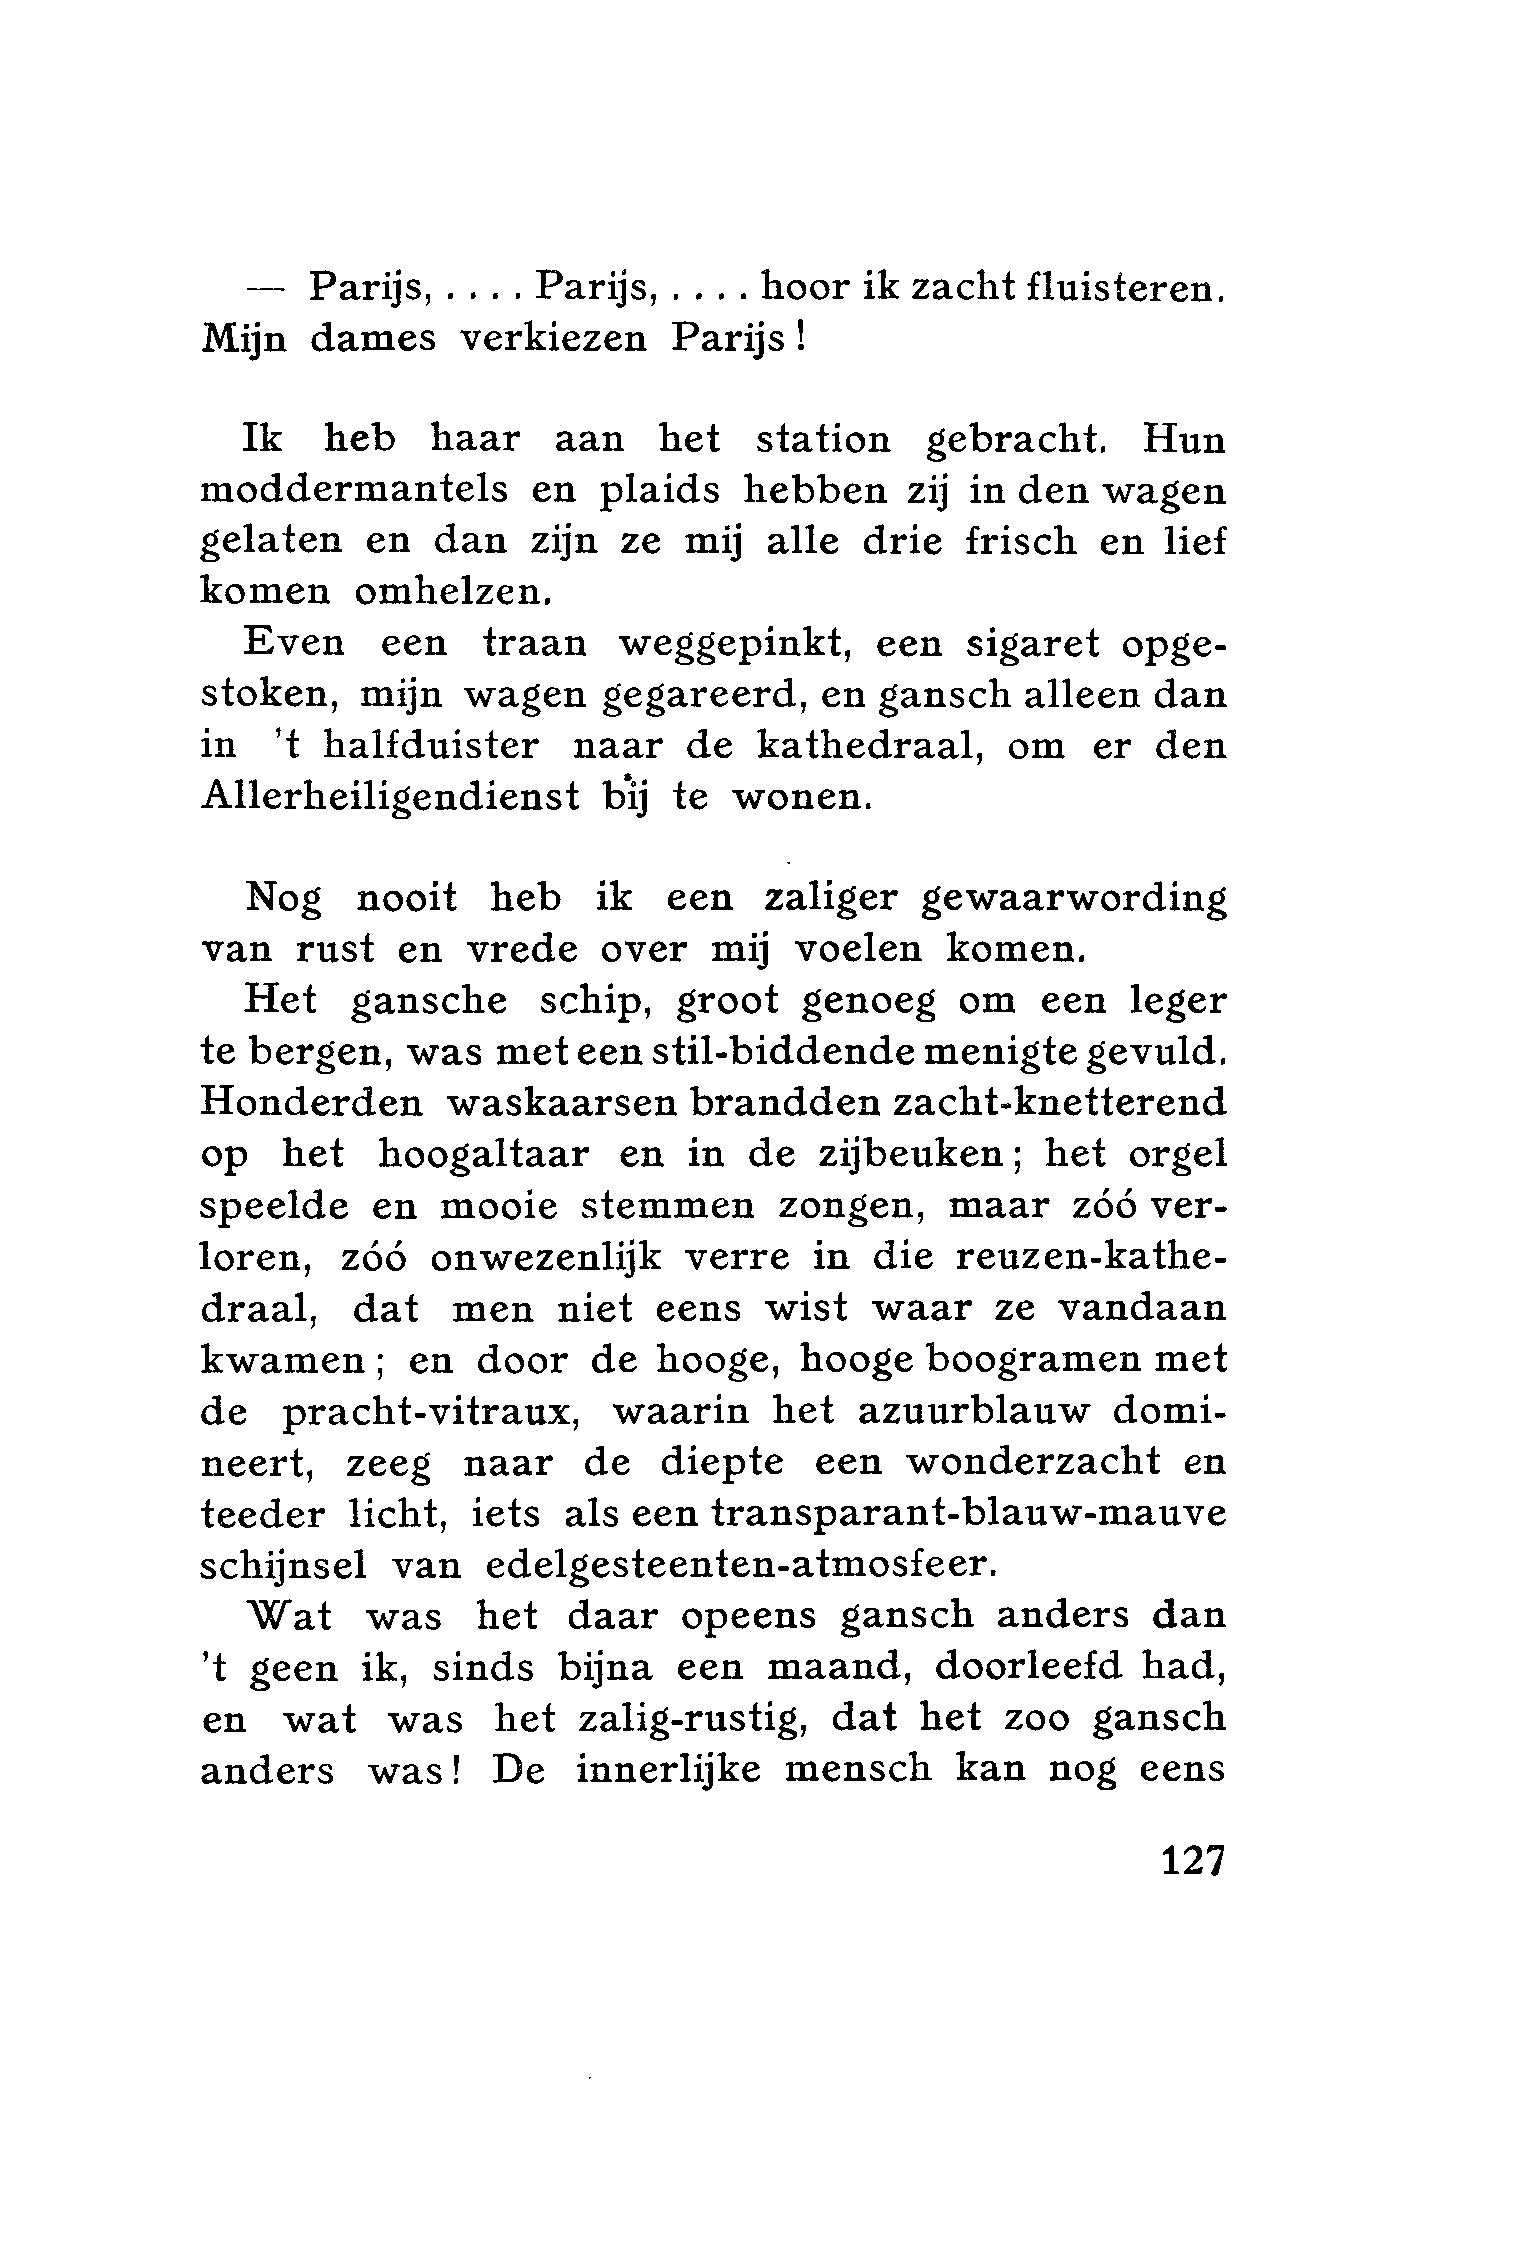 — Parijs, . . . . Parijs, . . . . hoor ik zacht fluisteren.
Mijn dames verkiezen Parijs !
Ik heb haar aan het station gebracht. Hun
moddermantels en plaids hebben zij in den wagen
gelaten en dan zijn ze mij alle drie frisch en lief
komen omhelzen.
Even een traan weggepinkt, een sigaret opge-
stoken, mijn wagen gegareerd, en gansch alleen dan
in 't halfduister naar de kathedraal, om er den
Allerheiligendienst bij te wonen.
Nog nooit heb ik een zaliger gewaarwording
van rust en vrede over mij voelen komen.
Het gansche schip, groot genoeg om een leger
te bergen, was met een stil-biddende menigte gevuld.
Honderden waskaarsen brandden zacht-knetterend
op het hoogaltaar en in de zijbeuken ; het orgel
speelde en mooie stemmen zongen, maar zóó ver-
loren, zóó onwezenlijk verre in die reuzen-kathe-
draal, dat men niet eens wist waar ze vandaan
kwamen ; en door de hooge, hooge boogramen met
de pracht-vitraux, waarin het azuurblauw domi-
neert, zeeg naar de diepte een wonderzacht en
teeder licht, iets als een transparant-blauw-mauve
schijnsel van edelgesteenten-atmosfeer.
Wat was het daar opeens gansch anders dan
't geen ik, sinds bijna een maand, doorleefd had,
en wat was het zalig-rustig, dat het zoo gansch
anders was! De innerlijke mensch kan nog eens
127